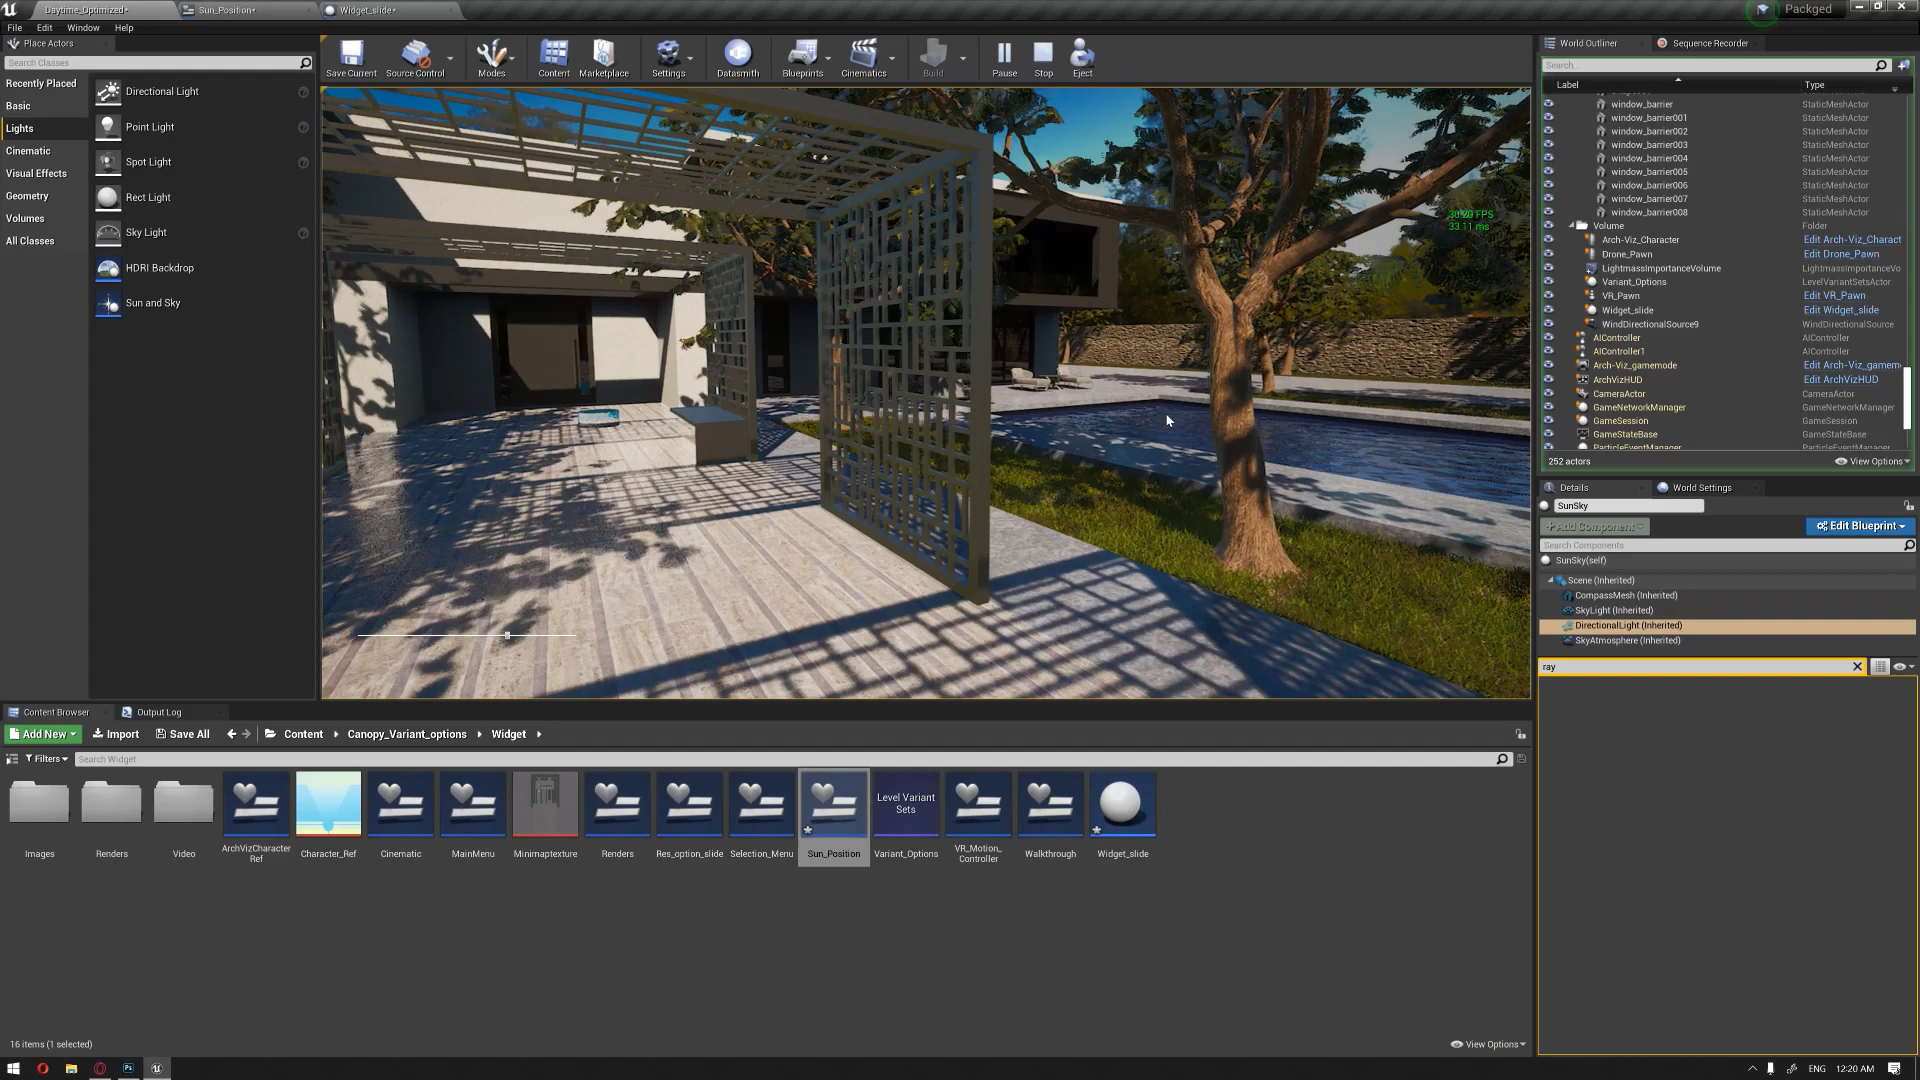 Daytime_Optimized*
Sun_Position*
Widget_slide*
Packged
File
Edit
Window
Help
Place Actors
Search Classes
Recently Placed
Basic
Lights
Cinematic
Visual Effects
Geometry
Volumes
All Classes
Directional Light
Point Light
Spot Light
Rect Light
Sky Light
HDRI Backdrop
Sun and Sky
Save Current
Source Control
Modes
Content
Marketplace
Settings
Datasmith
Blueprints
Cinematics
Build
Pause
Stop
Eject
30.20 FPS
33.11 ms
World Outliner
Sequence Recorder
Search...
Label
Type
window_barrier StaticMeshActor
window_barrier001 StaticMeshActor
window_barrier002 StaticMeshActor
window_barrier003 StaticMeshActor
window_barrier004 StaticMeshActor
window_barrier005 StaticMeshActor
window_barrier006 StaticMeshActor
window_barrier007 StaticMeshActor
window_barrier008 StaticMeshActor
Volume Folder
Arch-Viz_Character Edit Arch-Viz_Charact
Drone_Pawn Edit Drone_Pawn
LightmassImportanceVolume LightmassImportanceVo
Variant_Options LevelVariantSetsActor
VR_Pawn Edit VR_Pawn
Widget_slide Edit Widget_slide
WindDirectionalSource9 WindDirectionalSource
AIController AIController
AIController1 AIController
Arch-Viz_gamemode Edit Arch-Viz_gamem
ArchVizHUD Edit ArchVizHUD
CameraActor CameraActor
GameNetworkManager GameNetworkManager
GameSession GameSession
GameStateBase GameStateBase
ParticleEventManager ParticleEventManager
252 actors
View Options
Details
World Settings
SunSky
+ Add Component
Edit Blueprint
Search Components
SunSky(self)
Scene (Inherited)
CompassMesh (Inherited)
SkyLight (Inherited)
DirectionalLight (Inherited)
SkyAtmosphere (Inherited)
ray
Content Browser
Output Log
Add New
Import
Save All
Content
Canopy_Variant_options
Widget
Filters
Search Widget
Level Variant
Sets
Images
Renders
Video
ArchVizCharacter
Ref
Character_Ref
Cinematic
MainMenu
Minimaptexture
Renders
Res_option_slide
Selection_Menu
Sun_Position
Variant_Options
VR_Motion_
Controller
Walkthrough
Widget_slide
16 items (1 selected)
View Options
ENG
12:20 AM